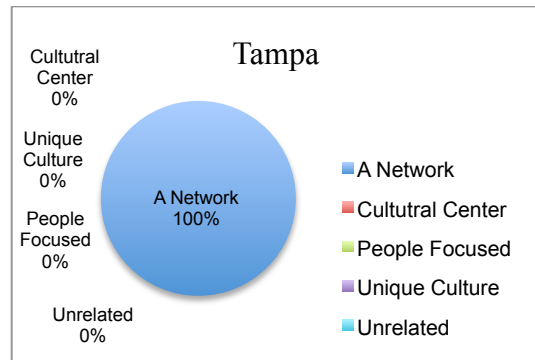 Tampa
Cultutral
Center
0%
Unique
Culture
0%
People
Focused
0%
Unrelated
0%
A Network
100%
A Network
Cultutral Center
People Focused
Unique Culture
Unrelated